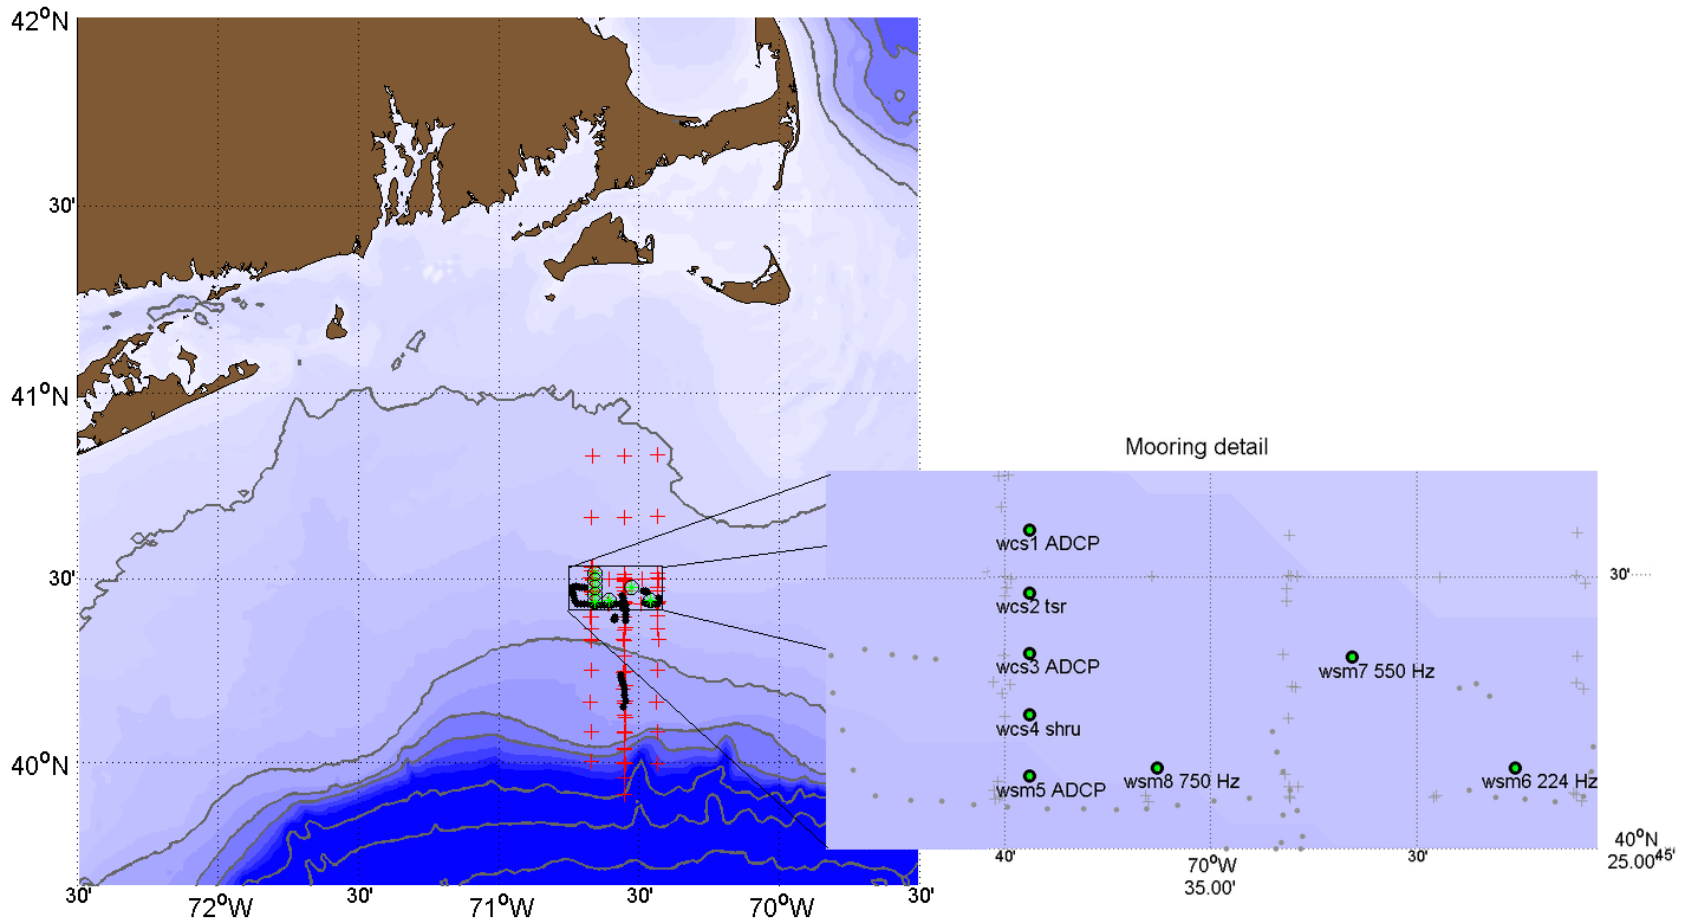 42°N
30'
41°N
30'
40°N
30'
72°W
30'
71°W
30'
70°W
30'
Mooring detail
wcs1 ADCP
30'
wcs2 tsr
wcs3 ADCP
wsm7 550 Hz
wcs4 shru
wsm5 ADCP
wsm8 750 Hz
wsm6 224 Hz
40°N
25.00'
45'
40'
70°W
35.00'
30'